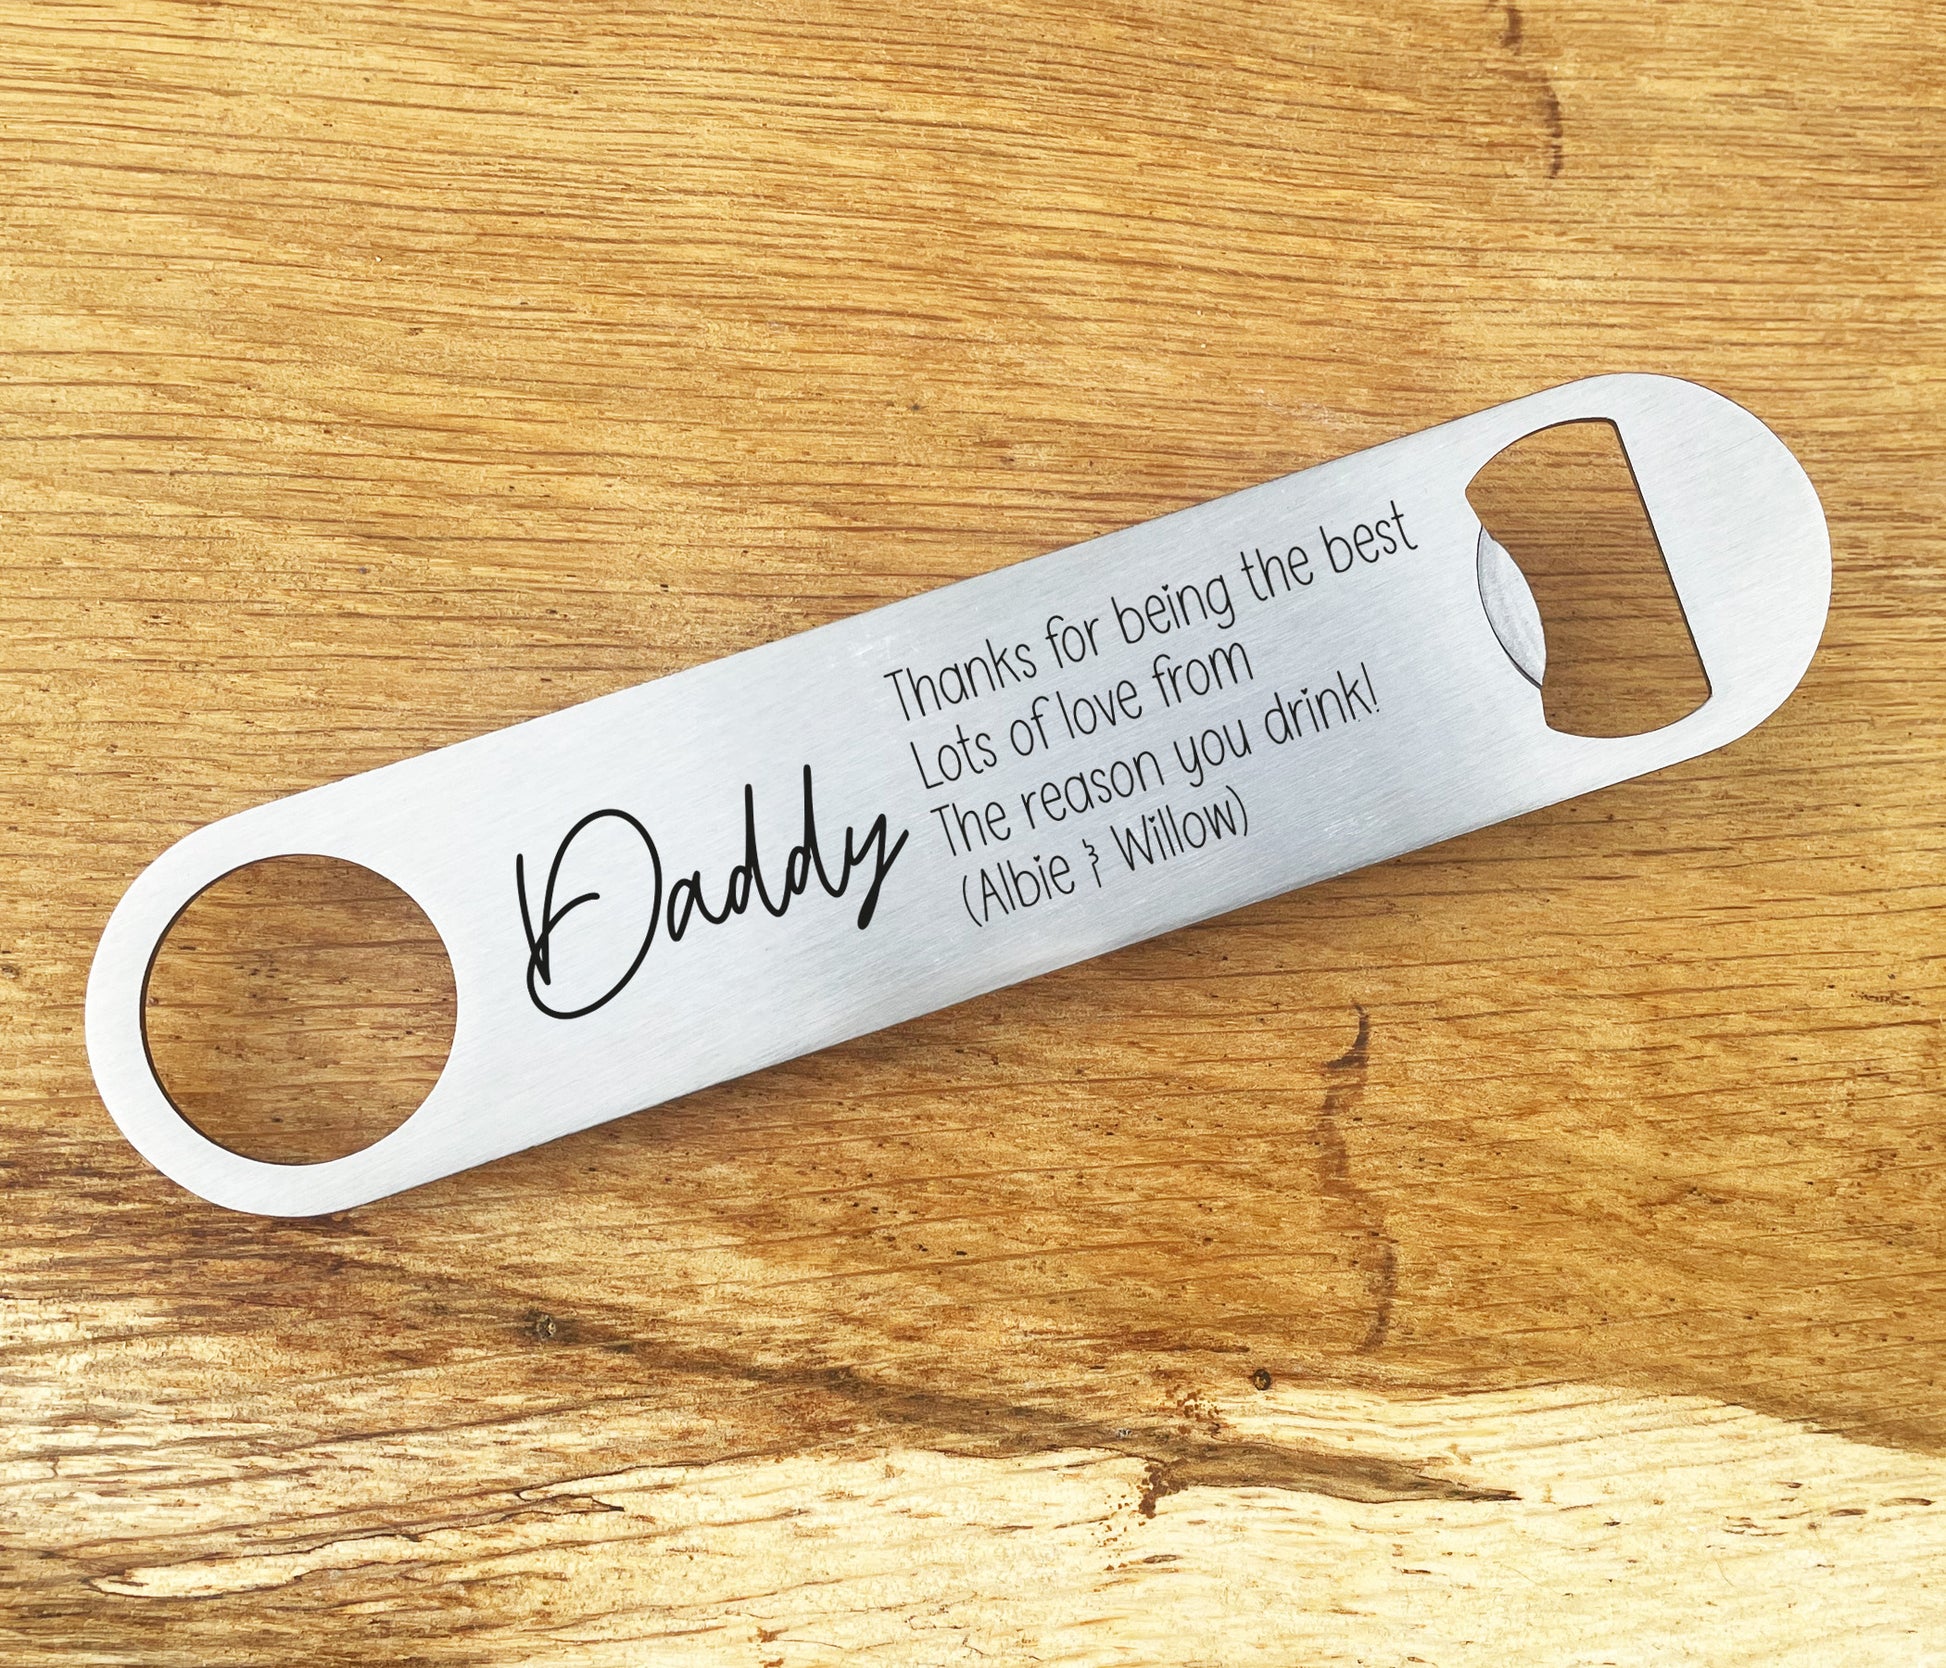 Daddy
Thanks for being the best
Lots of love from
The reason you drink!
(Albie & Willow)